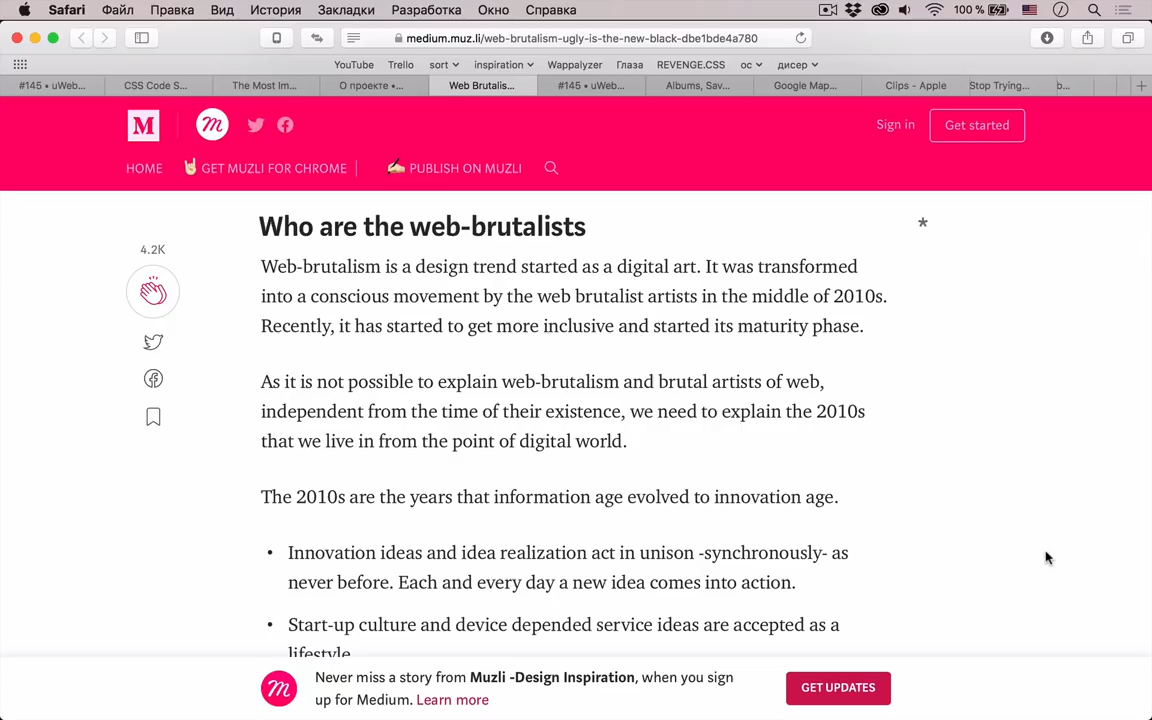 Safari Файл Правка Вид История Закладки Разработка Окно Справка 100 %
medium.muz.li/web-brutalism-ugly-is-the-new-black-dbe1bde4a780
YouTube Trello sort inspiration Wappalyzer Глаза REVENGE.CSS ос дисер
#145 • uWeb... CSS Code S... The Most Im... О проекте •... Web Brutalis... #145 • uWeb... Albums, Sav... Google Map... Clips - Apple Stop Trying... b...
M M Sign in Get started
HOME GET MUZLI FOR CHROME PUBLISH ON MUZLI
Who are the web-brutalists *
4.2K
Web-brutalism is a design trend started as a digital art. It was transformed
into a conscious movement by the web brutalist artists in the middle of 2010s.
Recently, it has started to get more inclusive and started its maturity phase.
As it is not possible to explain web-brutalism and brutal artists of web,
independent from the time of their existence, we need to explain the 2010s
that we live in from the point of digital world.
The 2010s are the years that information age evolved to innovation age.
• Innovation ideas and idea realization act in unison -synchronously- as
never before. Each and every day a new idea comes into action.
• Start-up culture and device depended service ideas are accepted as a
lifestyle
M Never miss a story from Muzli -Design Inspiration, when you sign
up for Medium. Learn more
GET UPDATES